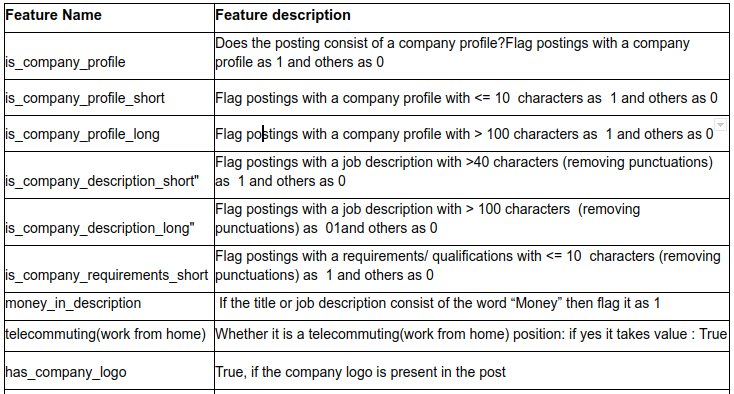 Feature Name
Feature description
is_company_profile
Does the posting consist of a company profile?Flag postings with a company
profile as 1 and others as 0
is_company_profile_short
Flag postings with a company profile with <= 10 characters as 1 and others as 0
is_company_profile_long
Flag postings with a company profile with > 100 characters as 1 and others as 0
is_company_description_short"
Flag postings with a job description with >40 characters (removing punctuations)
as 1 and others as 0
is_company_description_long"
Flag postings with a job description with > 100 characters (removing
punctuations) as 01and others as 0
is_company_requirements_short
Flag postings with a requirements/ qualifications with <= 10 characters (removing
punctuations) as 1 and others as 0
money_in_description
If the title or job description consist of the word “Money” then flag it as 1
telecommuting(work from home)
Whether it is a telecommuting(work from home) position: if yes it takes value : True
has_company_logo
True, if the company logo is present in the post